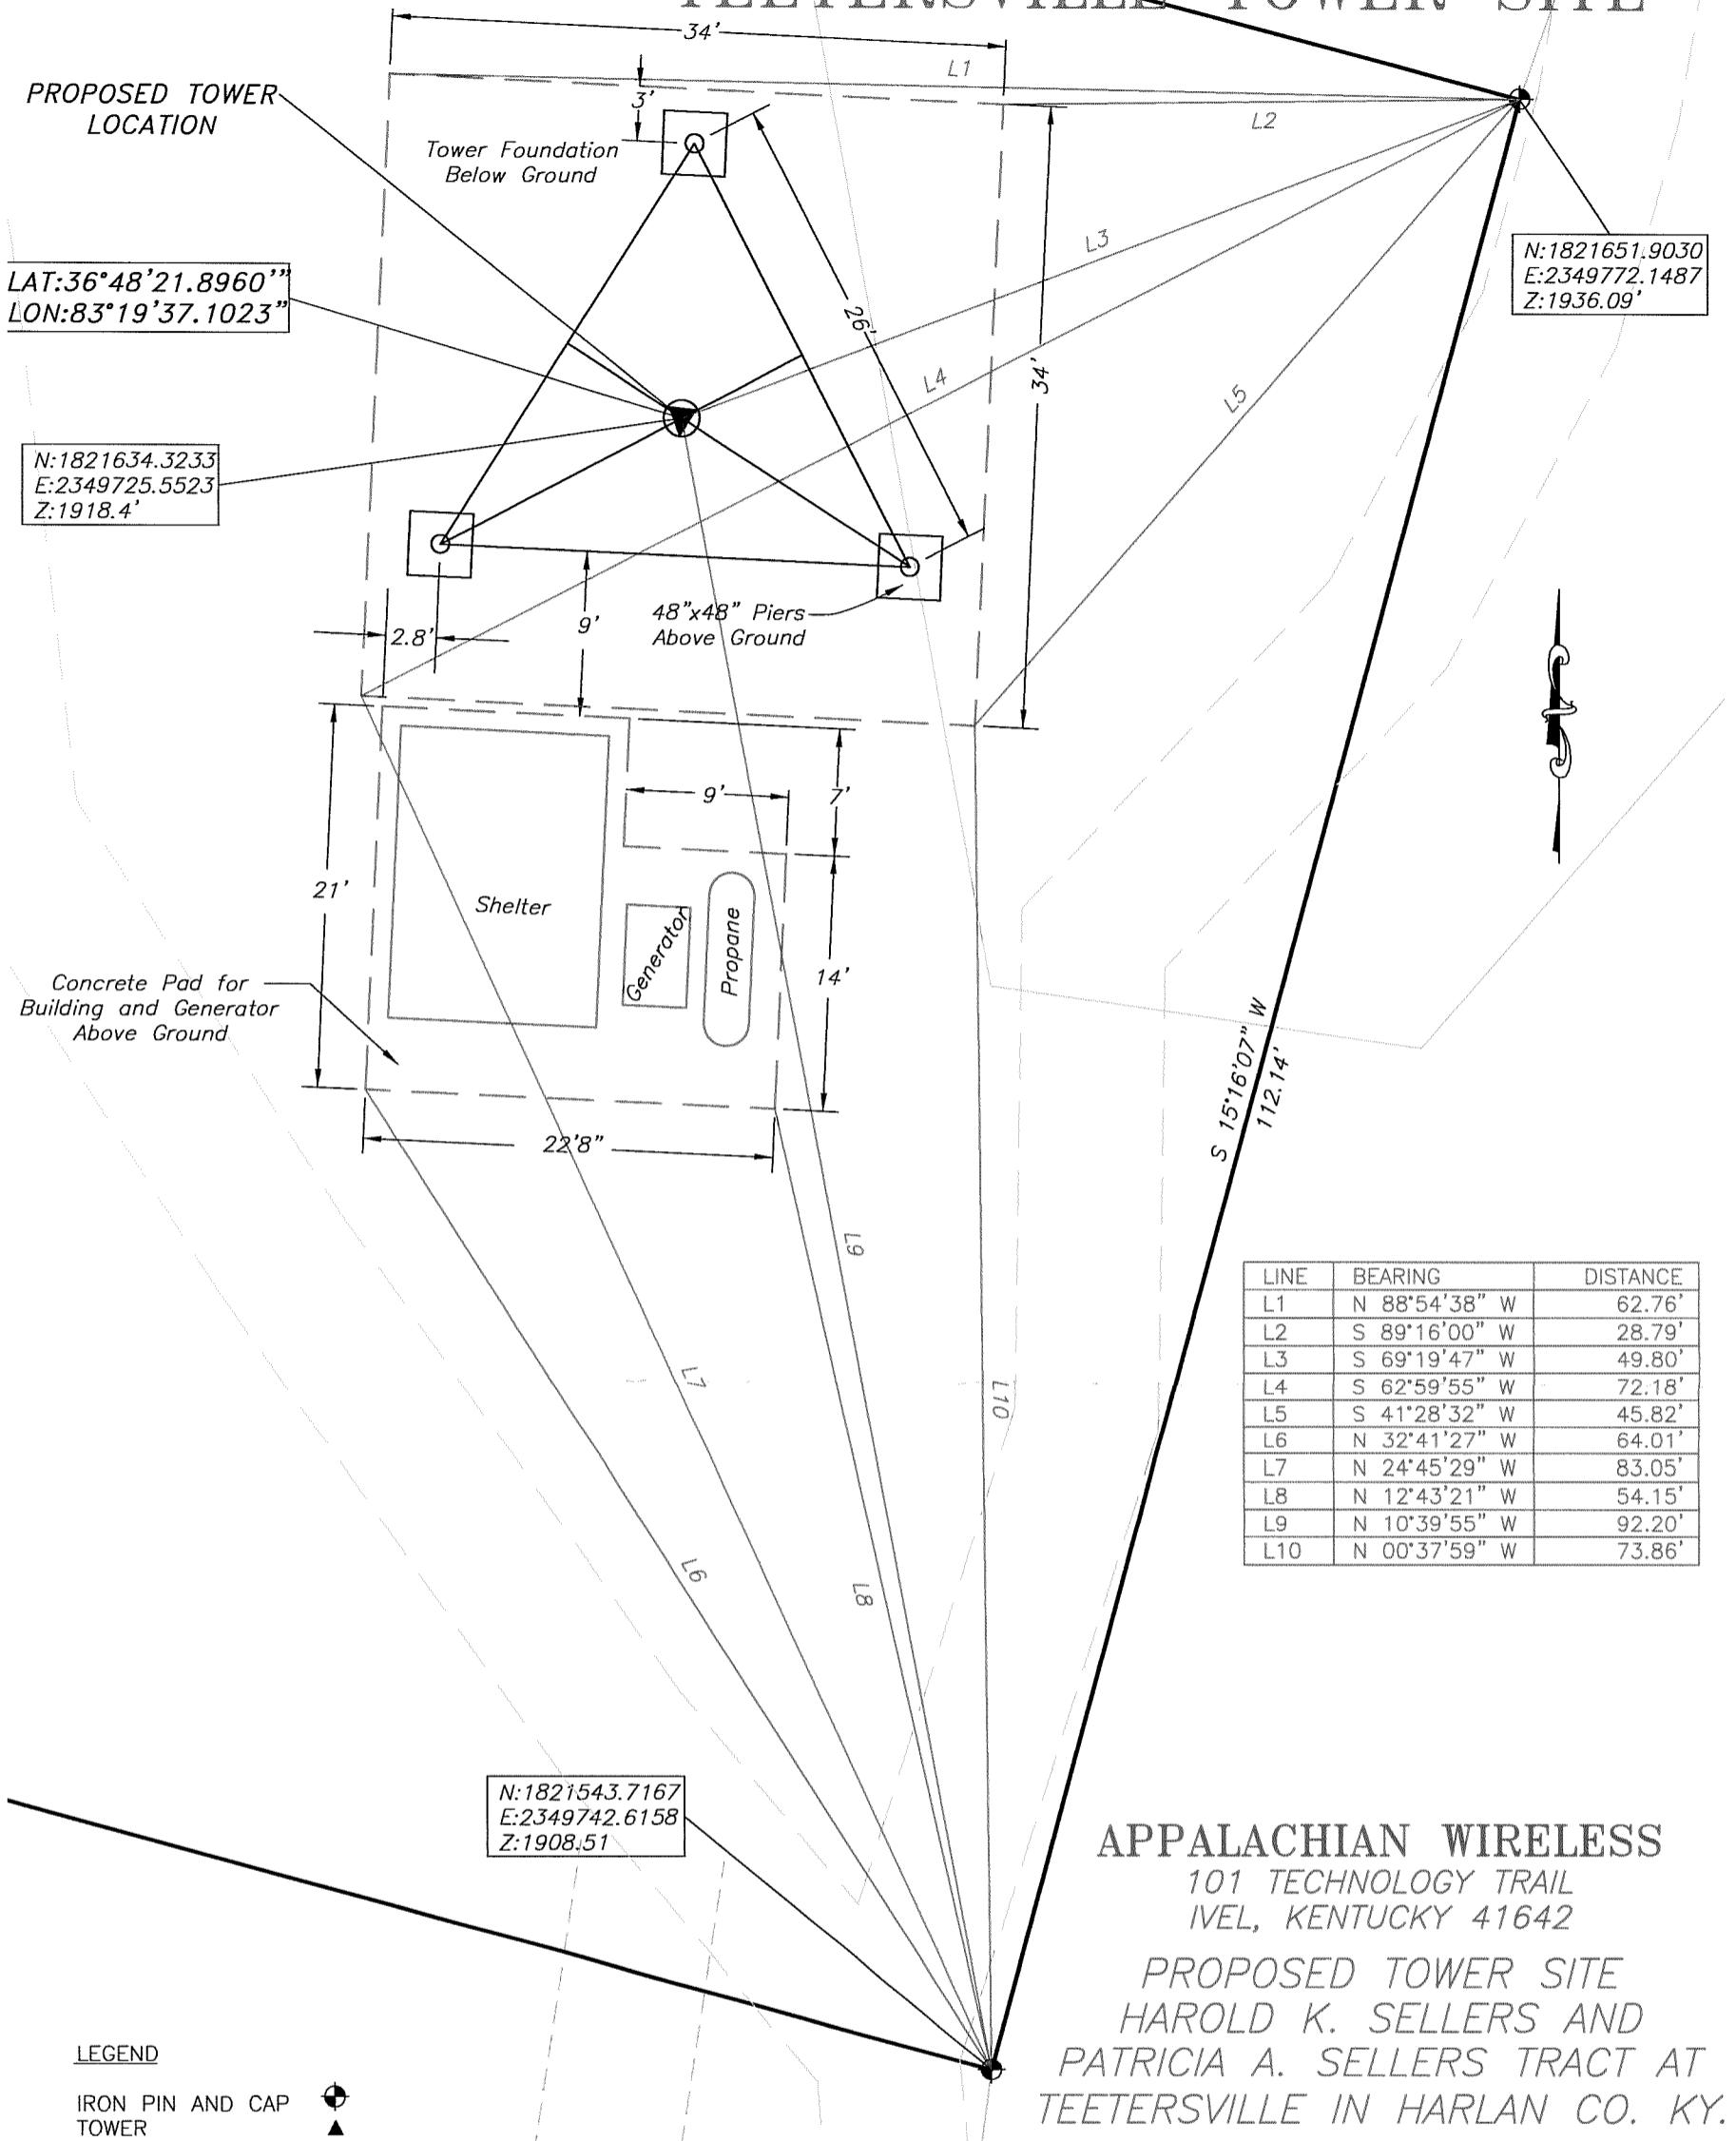 TEETERSVILLE TOWER SITE
34'
L1
PROPOSED TOWER
LOCATION
3'
Tower Foundation
Below Ground
L2
L3
N:1821651.9030
E:2349772.1487
Z:1936.09'
LAT:36°48'21.8960'"
LON:83°19'37.1023"
26'
34'
L4
L5
N:1821634.3233
E:2349725.5523
Z:1918.4'
48"x48" Piers
Above Ground
9'
2.8'
9'
7'
21'
Shelter
Generator
Propane
14'
Concrete Pad for
Building and Generator
Above Ground
S 15°16'07" W
112.14'
22'8"
L9
L7
L10
L6
L8
LINE BEARING DISTANCE
L1 N 88°54'38" W 62.76'
L2 S 89°16'00" W 28.79'
L3 S 69°19'47" W 49.80'
L4 S 62°59'55" W 72.18'
L5 S 41°28'32" W 45.82'
L6 N 32°41'27" W 64.01'
L7 N 24°45'29" W 83.05'
L8 N 12°43'21" W 54.15'
L9 N 10°39'55" W 92.20'
L10 N 00°37'59" W 73.86'
N:1821543.7167
E:2349742.6158
Z:1908.51
APPALACHIAN WIRELESS
101 TECHNOLOGY TRAIL
IVEL, KENTUCKY 41642
PROPOSED TOWER SITE
HAROLD K. SELLERS AND
PATRICIA A. SELLERS TRACT AT
TEETERSVILLE IN HARLAN CO. KY.
LEGEND
IRON PIN AND CAP
TOWER